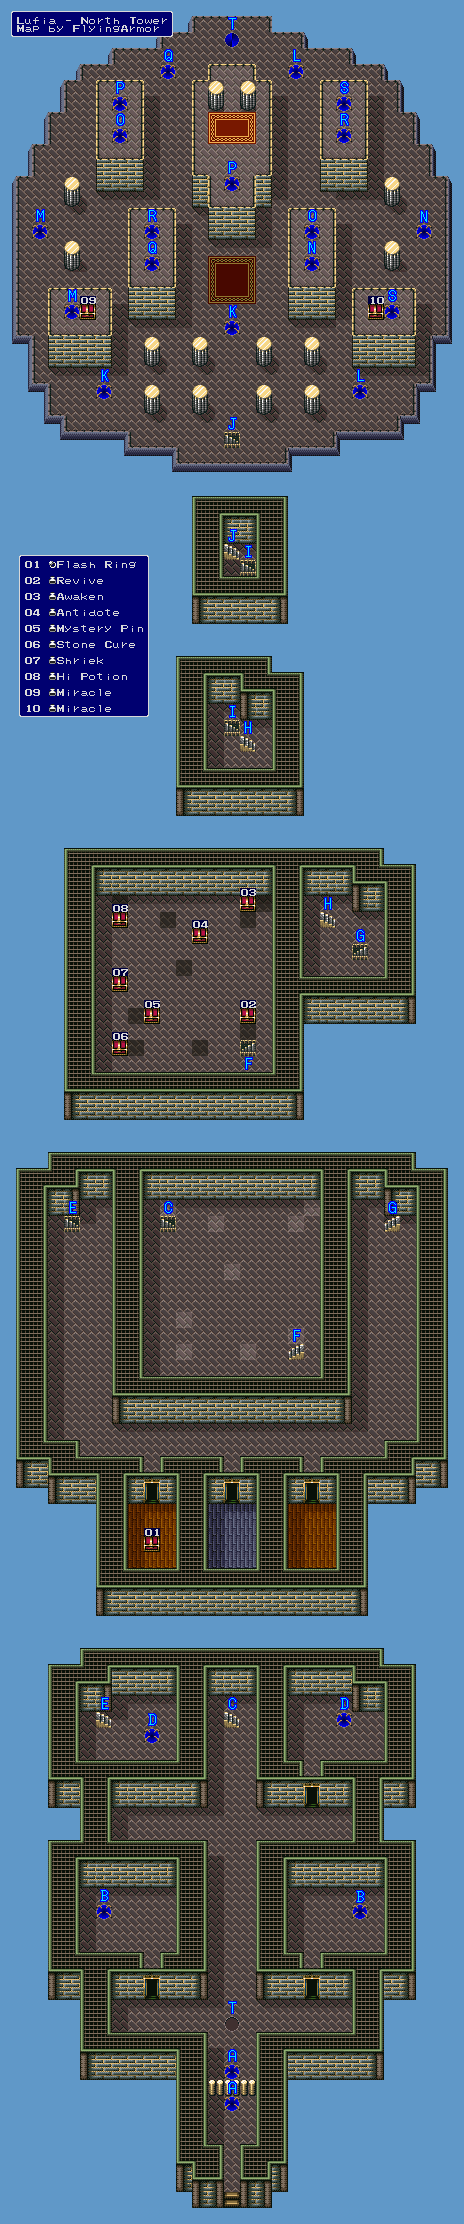 Lufia - North Tower
Map by FlyingArmor
T
Q L
P S
O R
P
M R O N
Q N
M 09 10 S
K
K L
J
J
I
01 Flash Ring
02 Revive
03 Awaken
04 Antidote
05 Mystery Pin
06 Stone Cure
07 Shriek
08 Hi Potion
09 Miracle
10 Miracle
I
H
03
08 H
04
G
07
05 02
06
F
E C G
F
01
E D C D
B B
T
A
A